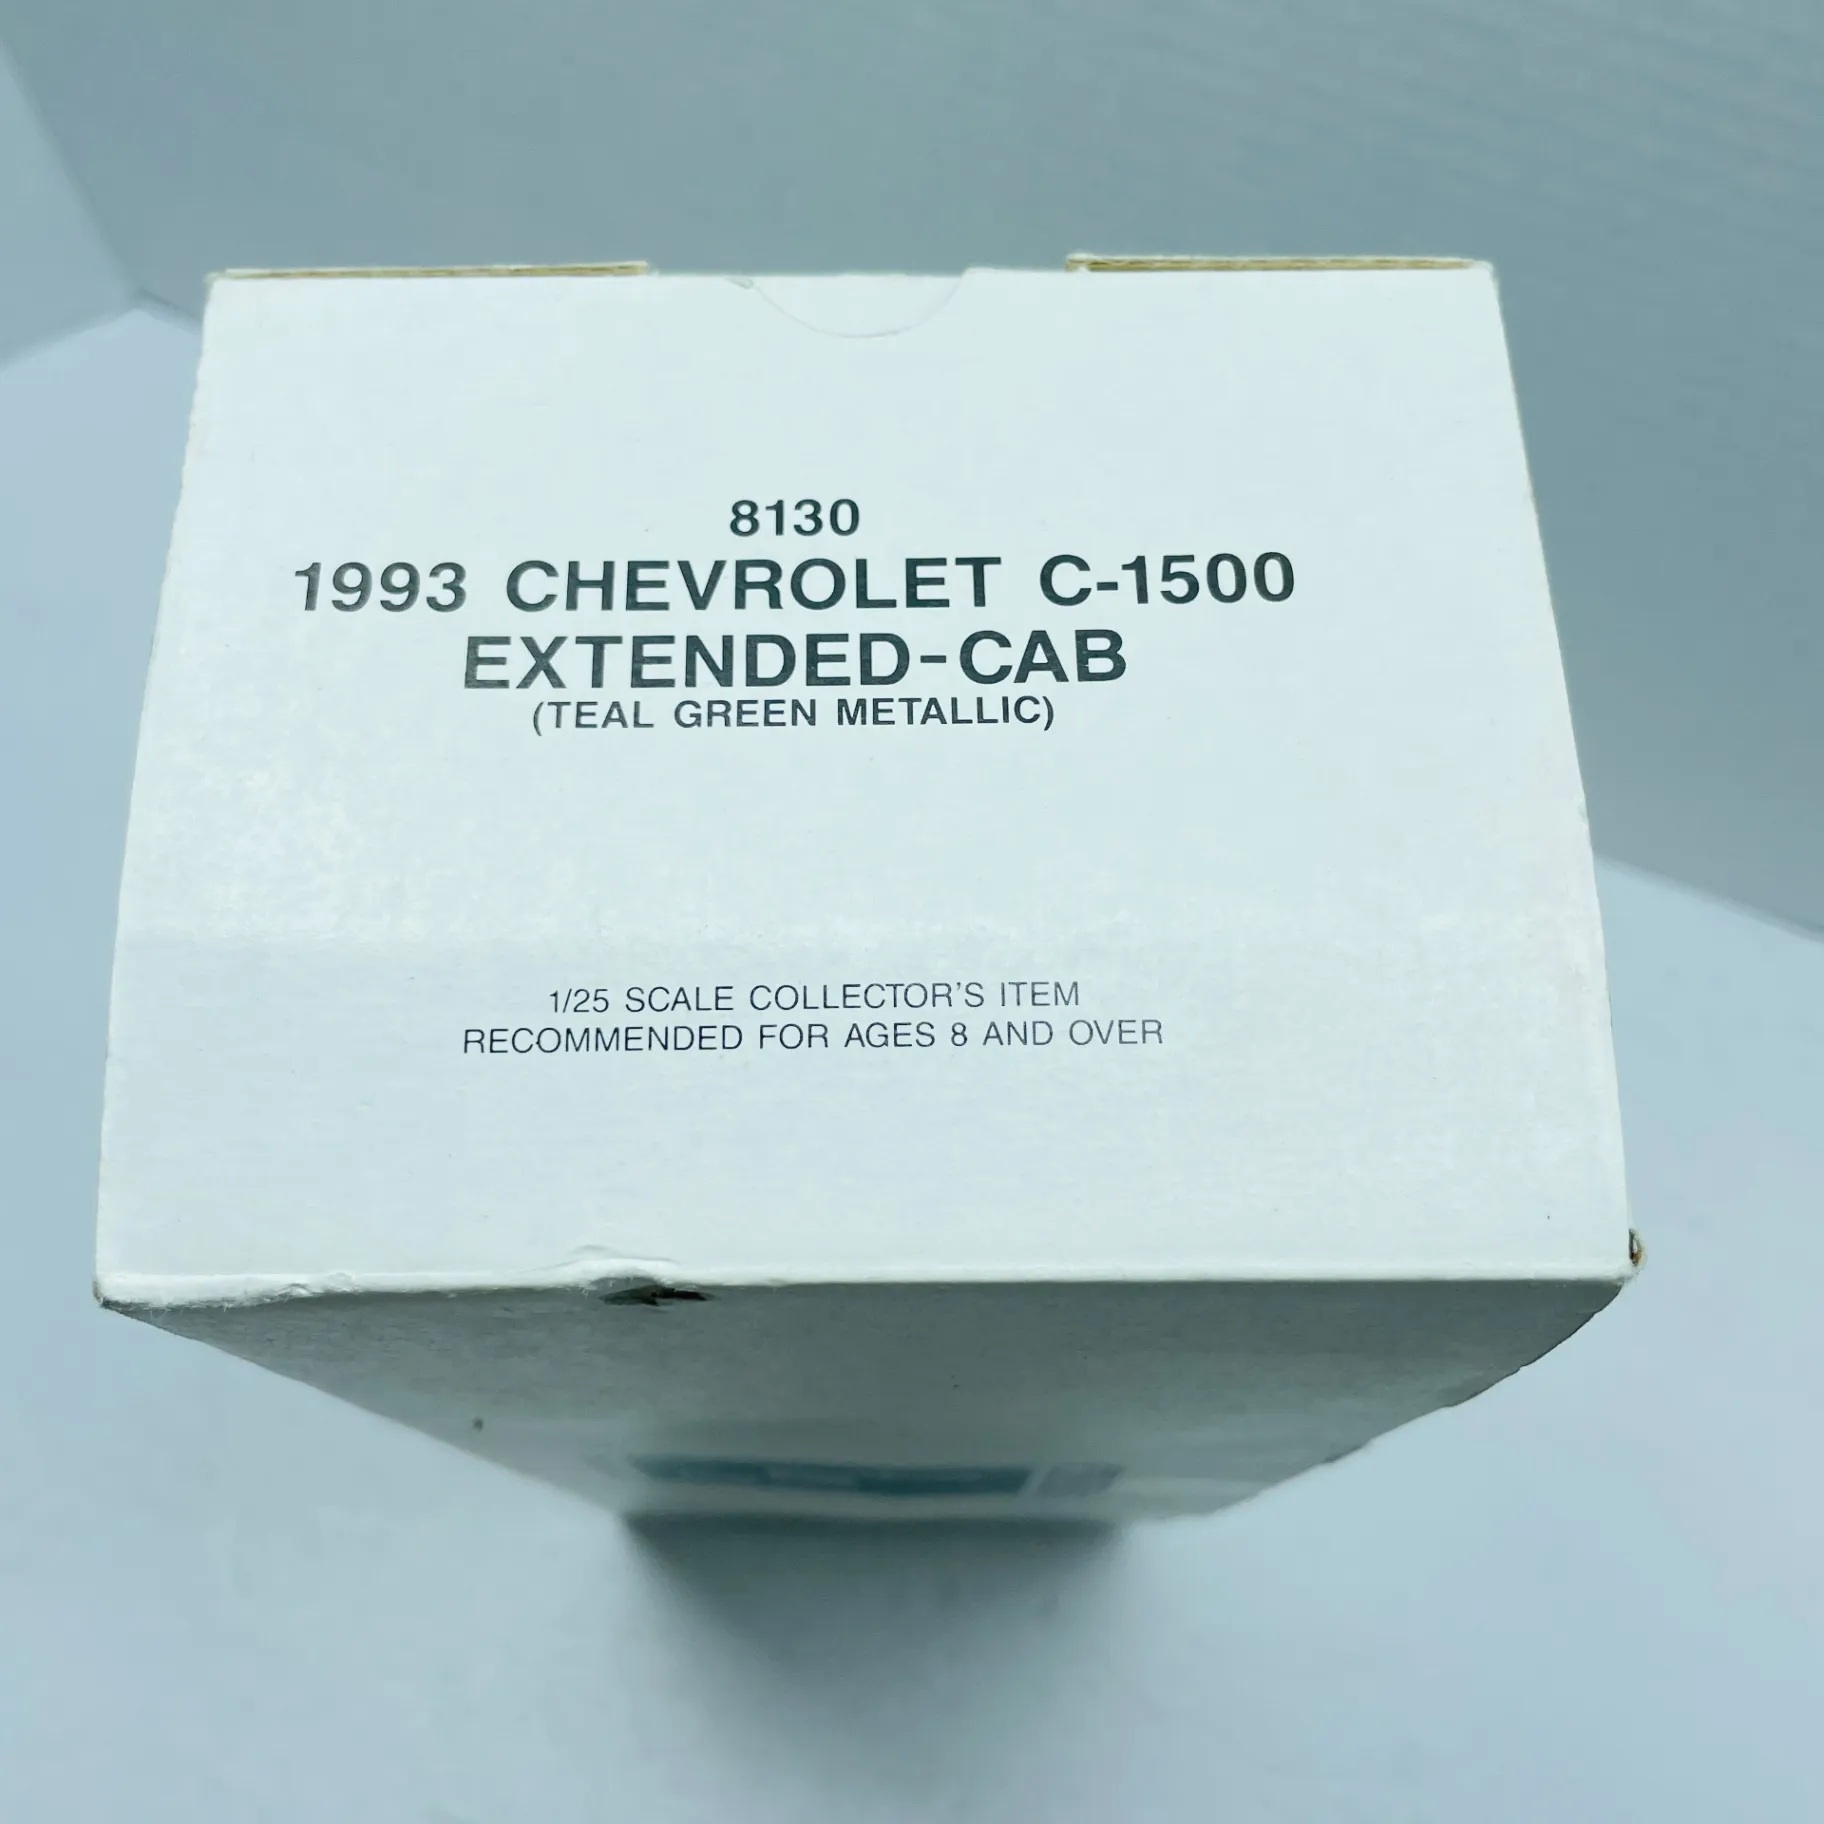 8130
1993 CHEVROLET C-1500
EXTENDED-CAB
(TEAL GREEN METALLIC)
1/25 SCALE COLLECTOR'S ITEM
RECOMMENDED FOR AGES 8 AND OVER